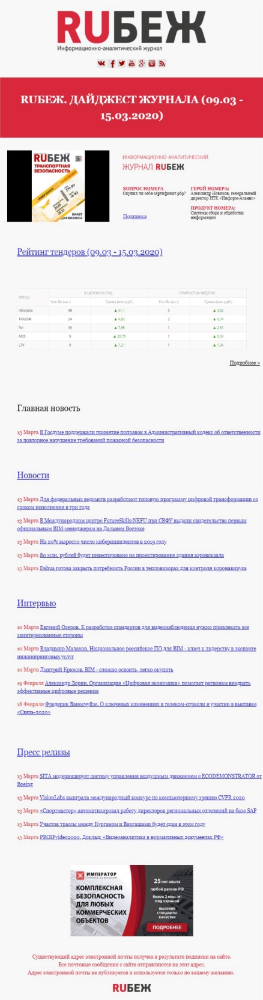 RUБЕЖ
Информационно-аналитический журнал
RUБЕЖ. ДАЙДЖЕСТ ЖУРНАЛА (09.03 -
15.03.2020)
RUБЕЖ
ТРАНСПОРТНАЯ
БЕЗОПАСНОСТЬ
БИЛЕТ
ДЛЯ БИЗНЕСА
ИНФОРМАЦИОННО-АНАЛИТИЧЕСКИЙ
ЖУРНАЛ RUБЕЖ
ВОПРОС НОМЕРА
Окупил ли себя сертификат 969?
Подписка
ГЕРОЙ НОМЕРА:
Александр Новиков, генеральный
директор НТК «Информ-Альянс»
ПРОДУКТ НОМЕРА:
Системы сбора и обработки
информации
Рейтинг тендеров (09.03 - 15.03.2020)
БРЕНД В ЦЕЛОМ ЗА ГОД ПРИРОСТ ЗА НЕДЕЛЮ
Кол-Во (шт.) Сумма (млн руб.) Кол-Во (шт.) Сумма (млн руб.)
Hikvision 48 ▲ 31,1 5 ▲ 3,82
TRASSIR 24 ▲ 4,82 2 ▲ 0,74
Rvi 13 ▲ 7,85 1 ▲ 2,31
AXIS 9 ▲ 20,73 1 ▲ 0,34
LTV 9 ▲ 7,21 1 ▲ 1,34
Подробнее »
Главная новость
13 Марта В Госдуме поддержали принятие поправок в Административный кодекс об ответственности
за повторное нарушение требований пожарной безопасности
Новости
13 Марта Для федеральных ведомств разработают типовую программу цифровой трансформации со
сроком исполнения в три года
13 Марта В Международном центре FutureSkills:NEFU при СВФУ выдали свидетельства первым
официальным BIM-менеджерам на Дальнем Востоке
13 Марта На 20% выросло число киберинцидентов в 2019 году
13 Марта 80 млн. рублей будет инвестировано на проектирование здания аэровокзала
13 Марта Dahua готова закрыть потребность России в тепловизорах для контроля коронавируса
Интервью
10 Марта Евгений Озеров. К разработке стандартов для видеонаблюдения нужно привлекать все
заинтересованные стороны
10 Марта Владимир Малахов. Национальное российское ПО для BIM - ключ к лидерству в экспорте
инжиниринговых услуг
10 Марта Дмитрий Крюков. BIM - сложно освоить, легко окупить
19 Февраля Александр Зорин. Организация «Цифровая экономика» помогает регионам внедрять
эффективные цифровые решения
18 Февраля Фредерик Ваносчуйзе. О ключевых изменениях в телеком-отрасли и участии в выставке
«Связь-2020»
Пресс релизы
13 Марта SITA модернизирует систему управления воздушным движением с ECODEMONSTRATOR от
Boeing
13 Марта VisionLabs выиграла международный конкурс по компьютерному зрению CVPR 2020
13 Марта «Спортмастер» автоматизировал работу директоров региональных отделений на базе SAP
13 Марта Участок трассы между Курганом и Варгашами будет сдан в этом году
13 Марта PROIPvideo2020. Доклад: «Видеоаналитика в нормативных документах РФ»
ИМПЕРАТОР
ГРУППА КОМПАНИЙ
КОМПЛЕКСНАЯ
БЕЗОПАСНОСТЬ
ДЛЯ ЛЮБЫХ
КОММЕРЧЕСКИХ
ОБЪЕКТОВ
25 лет опыта
любой регион РФ
более 2 млн. м²
под охраной
высокие
стандарты
качества
ПОДРОБНЕЕ
Существующий адрес электронной почты получен в результате подписки на сайте.
Все почтовые сообщения с сайта отправляются на этот адрес.
Адрес электронной почты не публикуется и используется только по вашему желанию.
RUБЕЖ